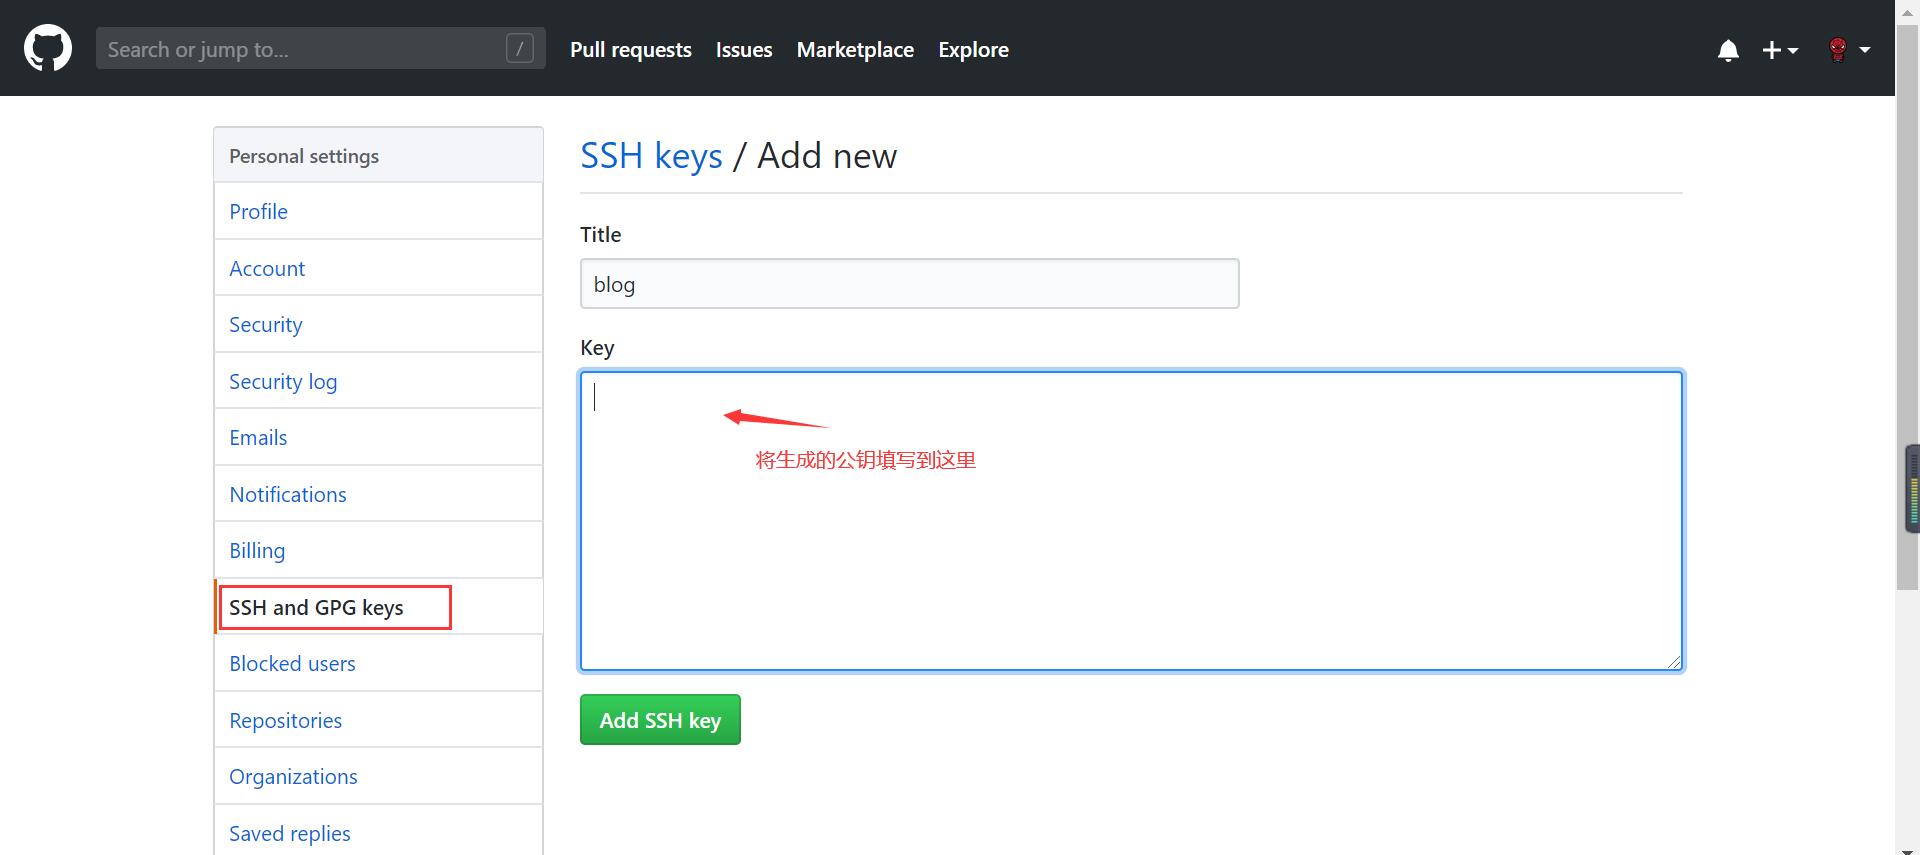 Search or jump to...
/
Pull requests
Issues
Marketplace
Explore
Personal settings
Profile
Account
Security
Security log
Emails
Notifications
Billing
SSH and GPG keys
Blocked users
Repositories
Organizations
Saved replies
SSH keys / Add new
Title
blog
Key
将生成的公钥填写到这里
Add SSH key